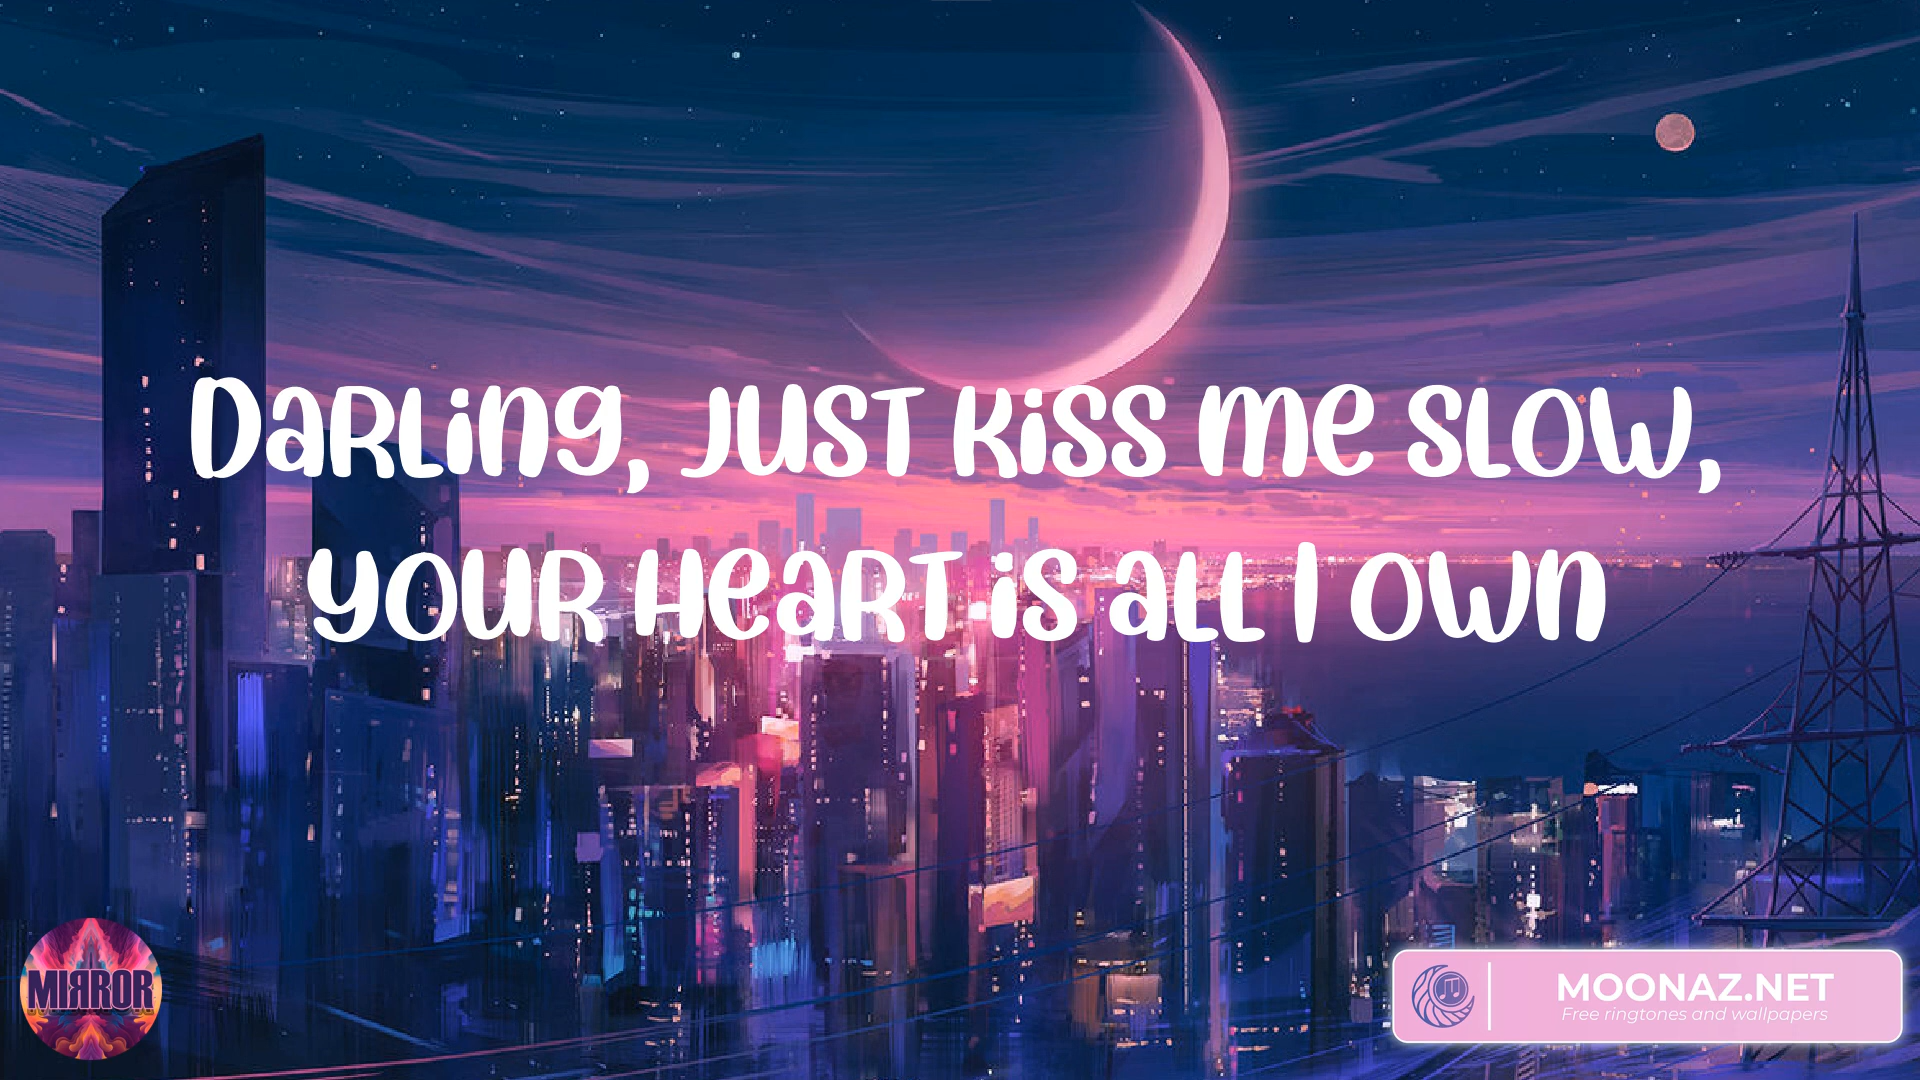 Darling, just kiss me slow,
your heart is all I own
MIRROR
MOONAZ.NET
Free ringtones and wallpapers